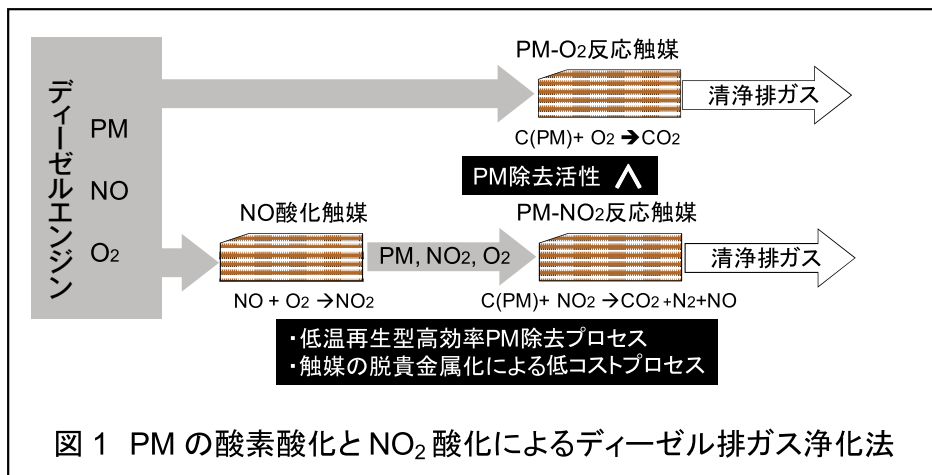 ディーゼルエンジン
PM
NO
O2
PM-O2反応触媒
清浄排ガス
C(PM)+ O2 ➔CO2
PM除去活性 ∧
NO酸化触媒
PM-NO2反応触媒
PM, NO2, O2
清浄排ガス
NO + O2 →NO2
C(PM)+ NO2 →CO2 +N2+NO
・低温再生型高効率PM除去プロセス
・触媒の脱貴金属化による低コストプロセス
図 1 PM の酸素酸化と NO2 酸化によるディーゼル排ガス浄化法